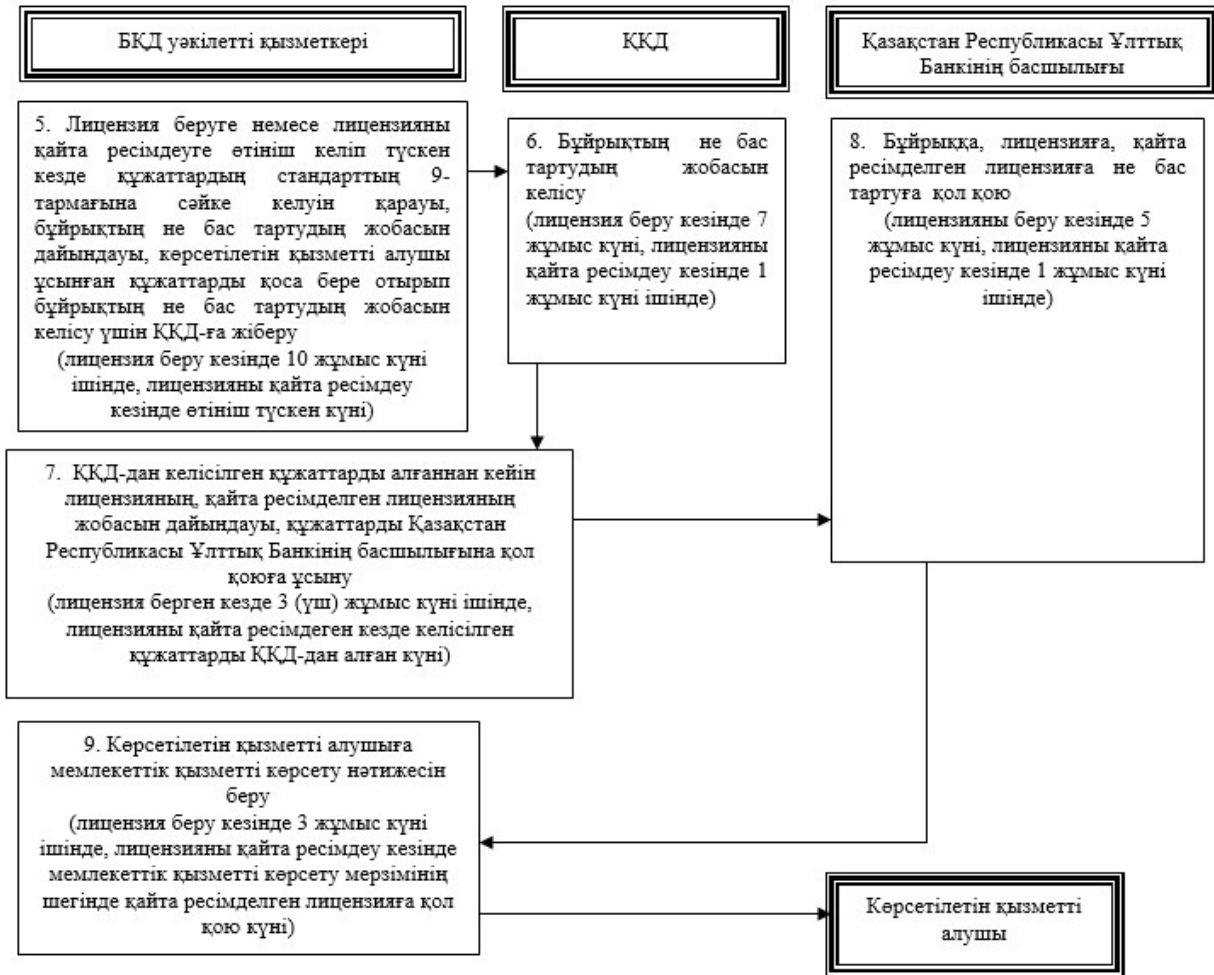 БҚД уәкілетті қызметкері
ҚҚД
Қазақстан Республикасы Ұлттық
Банкінің басшылығы
5. Лицензия беруге немесе лицензияны
қайта ресімдеуге өтініш келіп түскен
кезде құжаттардың стандарттың 9-
тармағына сәйке келуін қарауы,
бұйрықтың не бас тартудың жобасын
дайындауы, көрсетілетін қызметті алушы
ұсынған құжаттарды қоса бере отырып
бұйрықтың не бас тартудың жобасын
келісу үшін ҚҚД-ға жіберу
(лицензия беру кезінде 10 жұмыс күні
ішінде, лицензияны қайта ресімдеу
кезінде өтініш түскен күні)
6. Бұйрықтың не бас
тартудың жобасын
келісу
(лицензия беру кезінде 7
жұмыс күні, лицензияны
қайта ресімдеу кезінде 1
жұмыс күні ішінде)
8. Бұйрыққа, лицензияға, қайта
ресімделген лицензияға не бас
тартуға қол қою
(лицензияны беру кезінде 5
жұмыс күні, лицензияны қайта
ресімдеу кезінде 1 жұмыс күні
ішінде)
7. ҚҚД-дан келісілген құжаттарды алғаннан кейін
лицензияның, қайта ресімделген лицензияның
жобасын дайындауы, құжаттарды Қазақстан
Республикасы Ұлттық Банкінің басшылығына қол
қоюға ұсыну
(лицензия берген кезде 3 (үш) жұмыс күні ішінде,
лицензияны қайта ресімдеген кезде келісілген
құжаттарды ҚҚД-дан алған күні)
9. Көрсетілетін қызметті алушыға
мемлекеттік қызметті көрсету нәтижесін
беру
(лицензия беру кезінде 3 жұмыс күні
ішінде, лицензияны қайта ресімдеу кезінде
мемлекеттік қызметті көрсету мерзімінің
шегінде қайта ресімделген лицензияға қол
қою күні)
Көрсетілетін қызметті
алушы